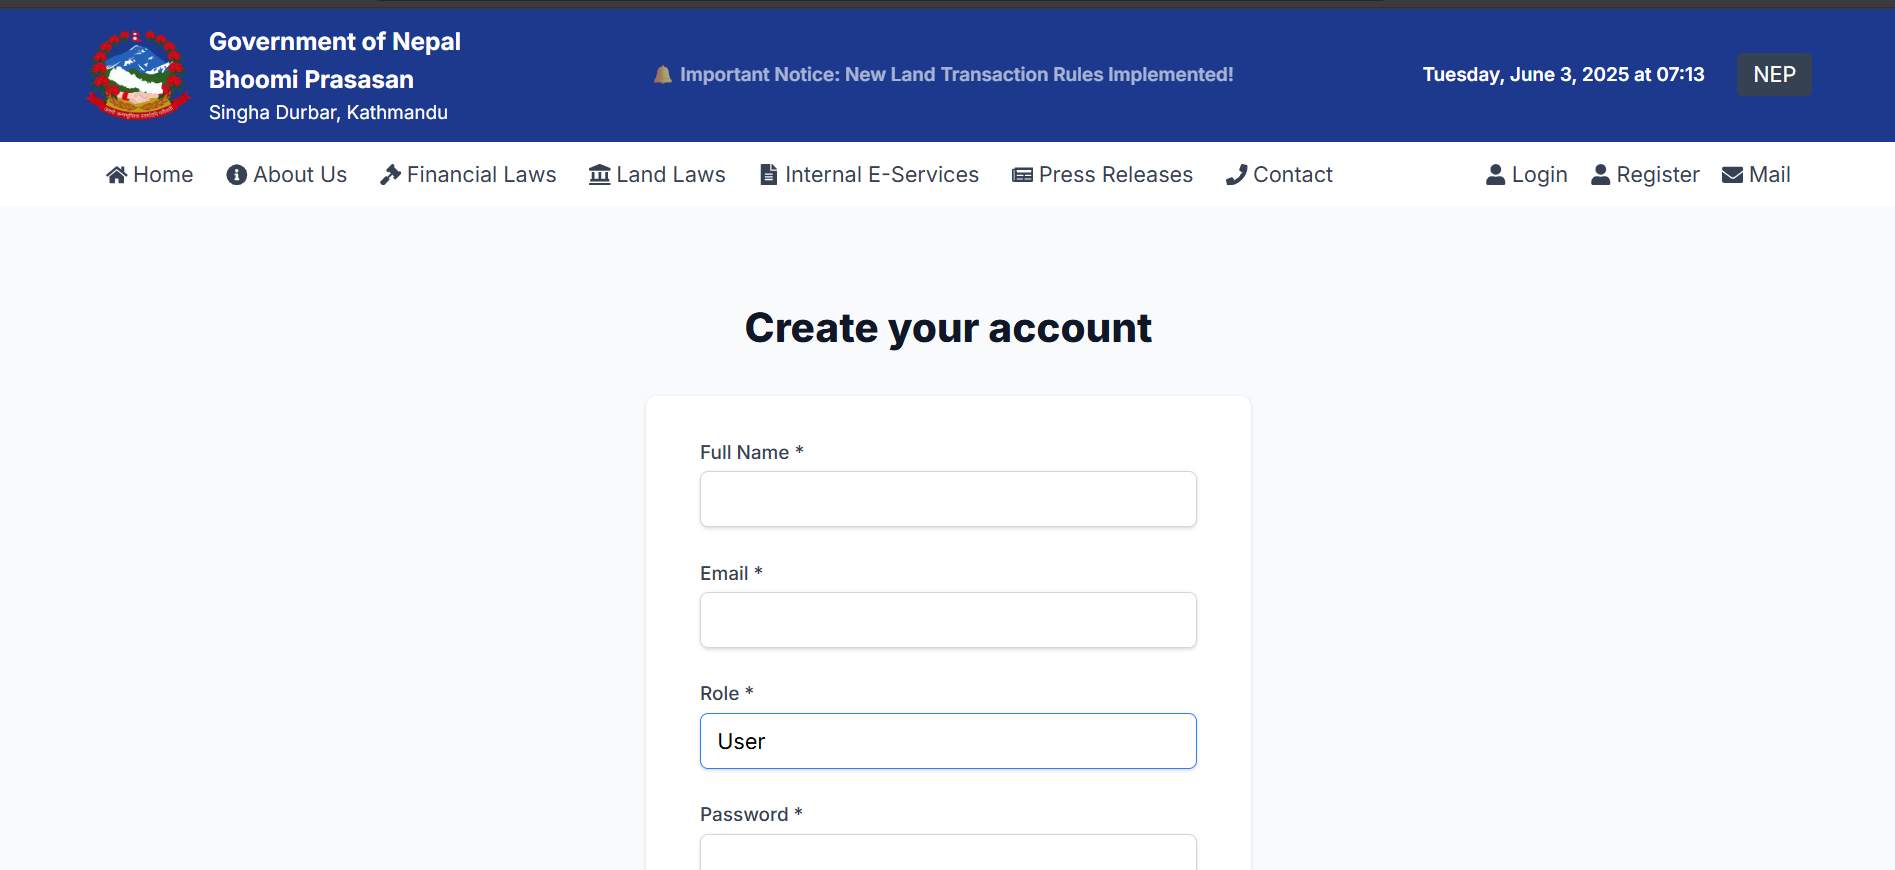 Government of Nepal
Bhoomi Prasasan
Singha Durbar, Kathmandu
🔔 Important Notice: New Land Transaction Rules Implemented!
Tuesday, June 3, 2025 at 07:13
NEP
Home
About Us
Financial Laws
Land Laws
Internal E-Services
Press Releases
Contact
Login
Register
Mail
Create your account
Full Name *
Email *
Role *
User
Password *